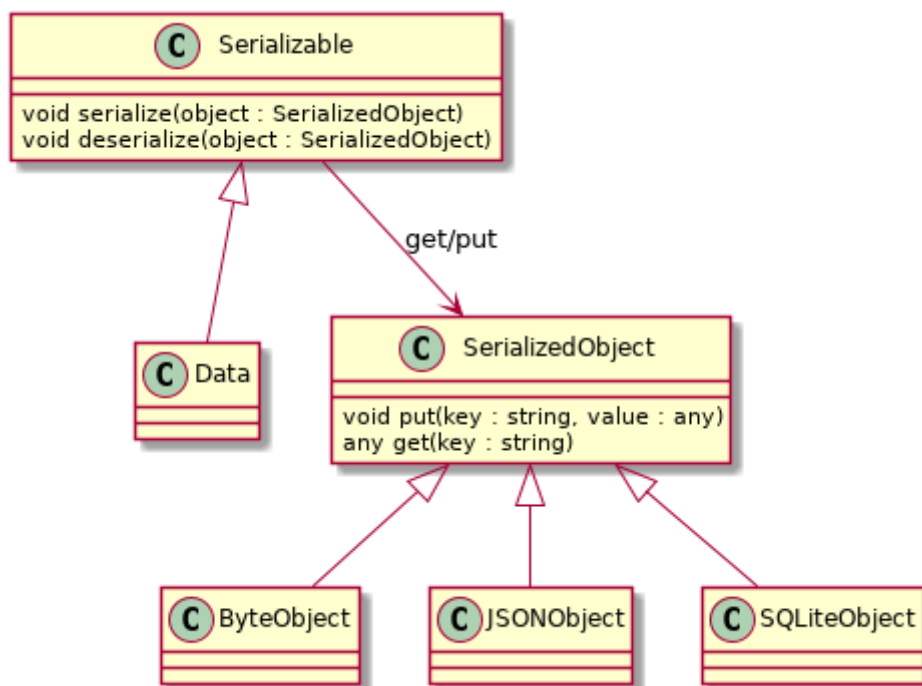 C Serializable
void serialize(object : SerializedObject)
void deserialize(object : SerializedObject)
get/put
C Data
C SerializedObject
void put(key : string, value : any)
any get(key : string)
C ByteObject
C JSONObject
C SQLiteObject